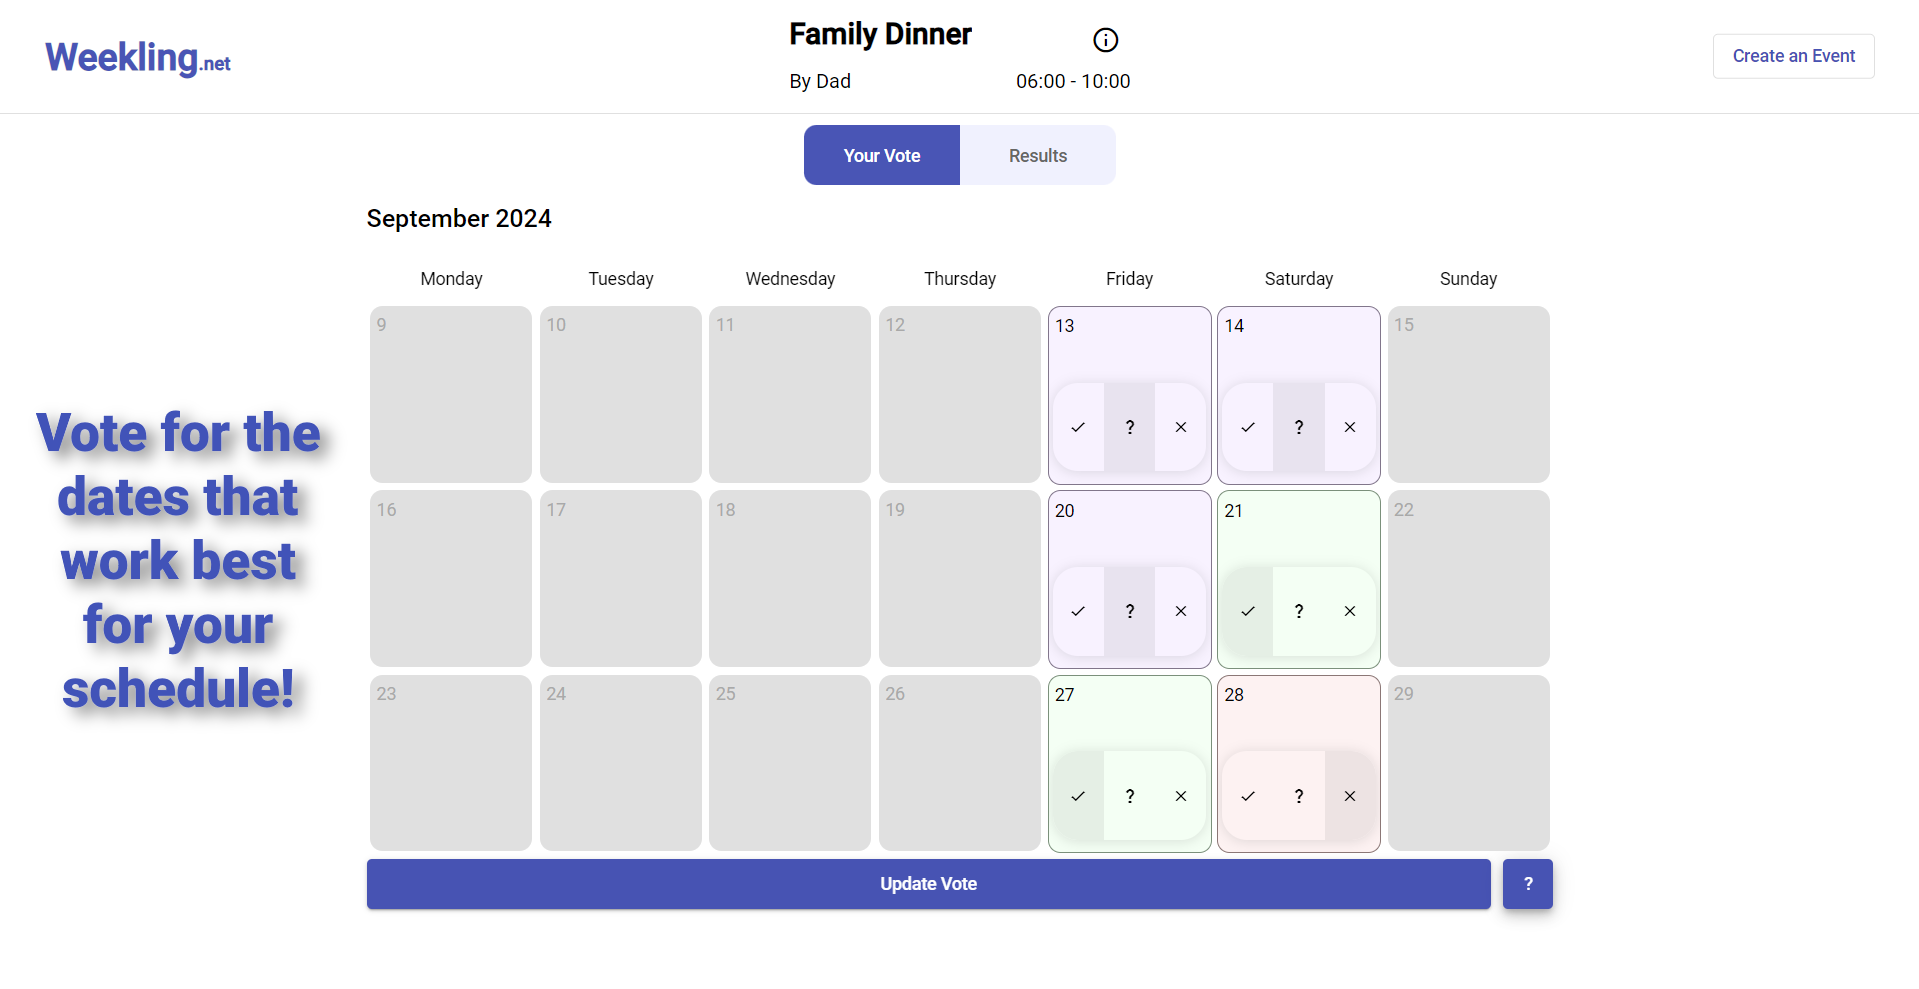 Weekling.net
Family Dinner
By Dad
06:00 - 10:00
Create an Event
Your Vote
Results
September 2024
Monday Tuesday Wednesday Thursday Friday Saturday Sunday
9 10 11 12 13 14 15
? ?
16 17 18 19 20 21 22
? ?
23 24 25 26 27 28 29
? ?
Vote for the
dates that
work best
for your
schedule!
Update Vote
?